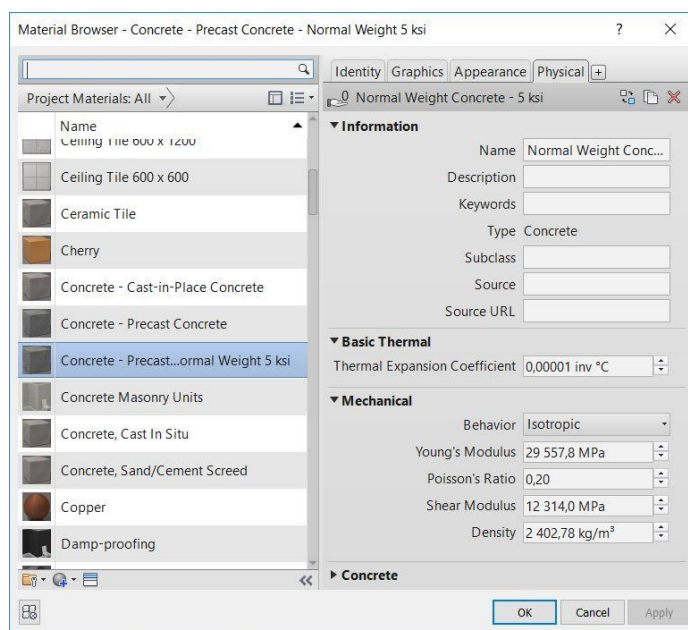 Material Browser - Concrete - Precast Concrete - Normal Weight 5 ksi
?
Project Materials: All
Name
Ceiling Tile 600 x 1200
Ceiling Tile 600 x 600
Ceramic Tile
Cherry
Concrete - Cast-in-Place Concrete
Concrete - Precast Concrete
Concrete - Precast...ormal Weight 5 ksi
Concrete Masonry Units
Concrete, Cast In Situ
Concrete, Sand/Cement Screed
Copper
Damp-proofing
Identity Graphics Appearance Physical
0 Normal Weight Concrete - 5 ksi
Information
Name Normal Weight Conc...
Description
Keywords
Type Concrete
Subclass
Source
Source URL
Basic Thermal
Thermal Expansion Coefficient 0,00001 inv °C
Mechanical
Behavior Isotropic
Young's Modulus 29 557,8 MPa
Poisson's Ratio 0,20
Shear Modulus 12 314,0 MPa
Density 2 402,78 kg/m³
Concrete
OK Cancel Apply